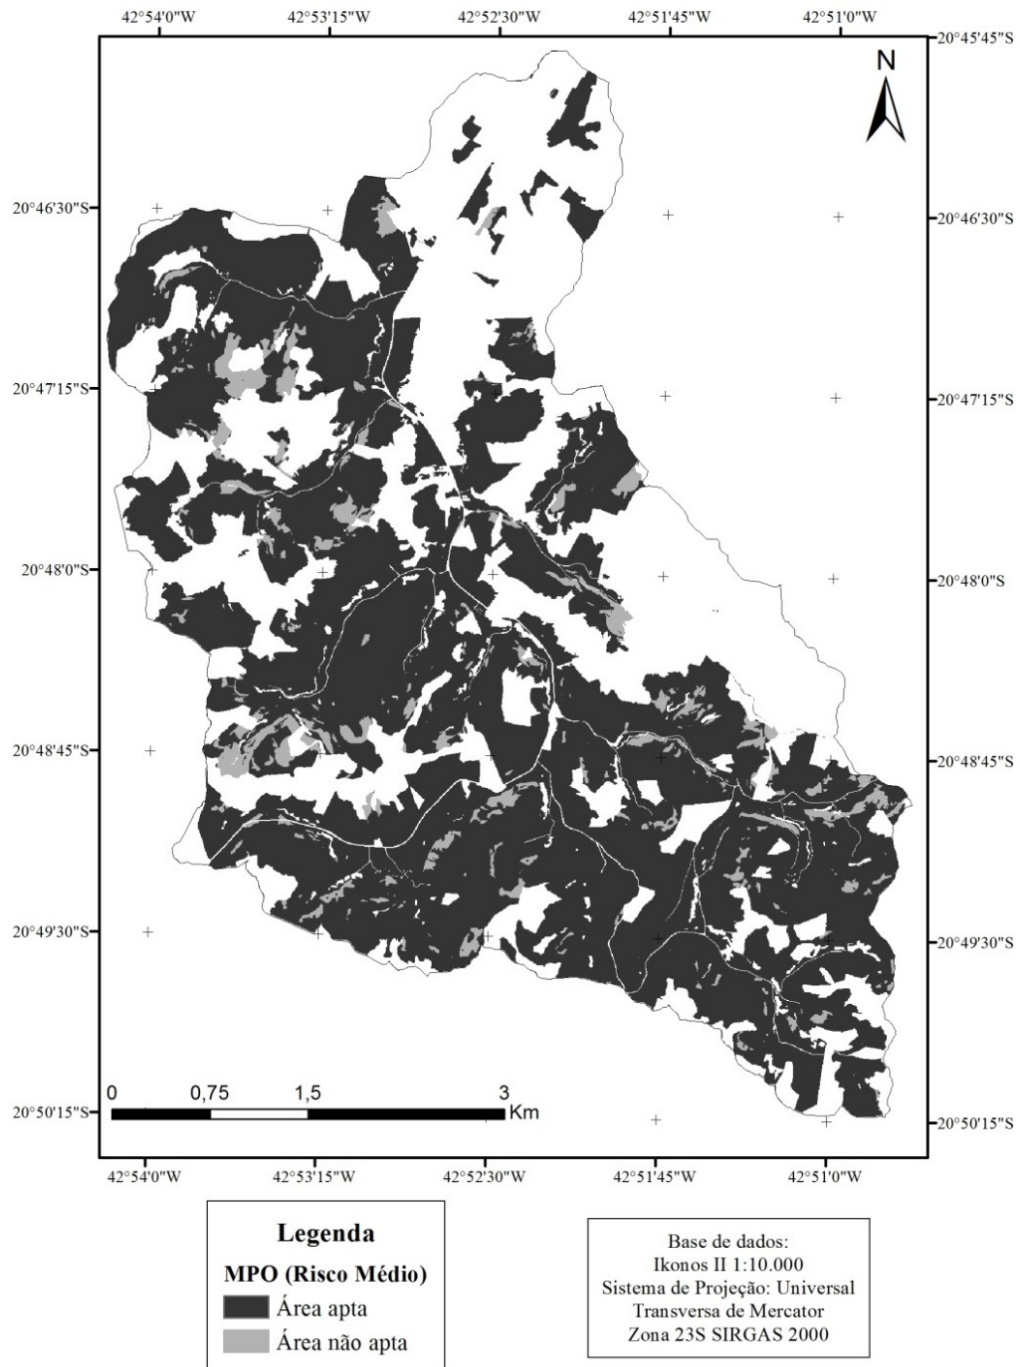 42°54'0"W 42°53'15"W 42°52'30"W 42°51'45"W 42°51'0"W
20°45'45"S
N
20°46'30"S 20°46'30"S
20°47'15"S 20°47'15"S
20°48'0"S 20°48'0"S
20°48'45"S 20°48'45"S
20°49'30"S 20°49'30"S
0 0,75 1,5 3
Km
20°50'15"S 20°50'15"S
42°54'0"W 42°53'15"W 42°52'30"W 42°51'45"W 42°51'0"W
Legenda
MPO (Risco Médio)
Área apta
Área não apta
Base de dados:
Ikonos II 1:10.000
Sistema de Projeção: Universal
Transversa de Mercator
Zona 23S SIRGAS 2000